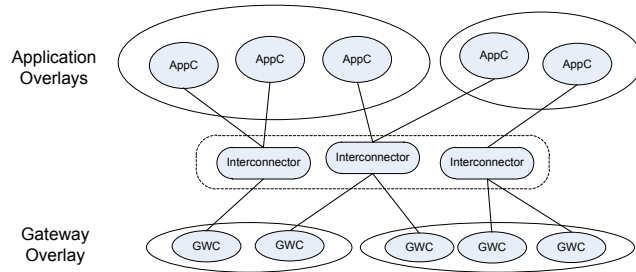 Application
Overlays
AppC
AppC
AppC
AppC
AppC
Interconnector
Interconnector
Interconnector
Gateway
Overlay
GWC
GWC
GWC
GWC
GWC